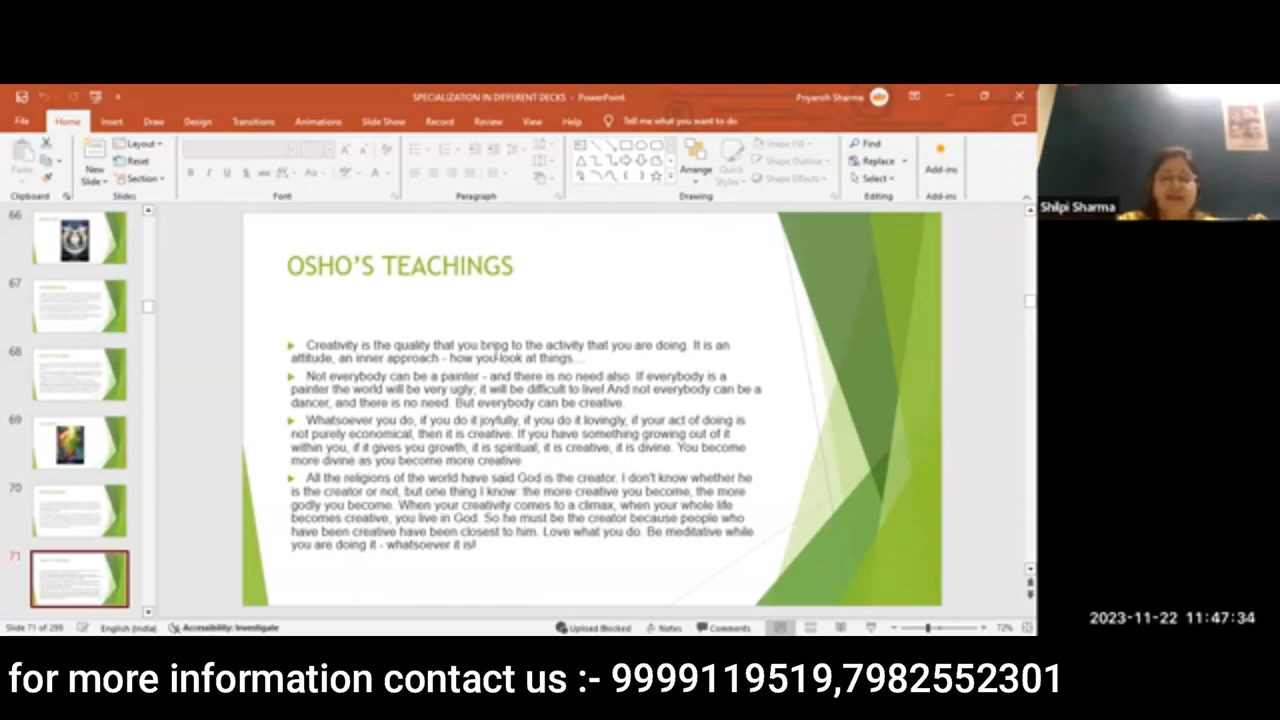 SPECIALIZATION IN DIFFERENT DECKS - PowerPoint
Priyansh Sharma
File Home Insert Draw Design Transitions Animations Slide Show Record Review View Help Tell me what you want to do
Paste
New
Slide
Layout
Reset
Section
Arrange
Quick
Styles
Shape Fill
Shape Outline
Shape Effects
Find
Replace
Select
Add-ins
Clipboard Slides Font Paragraph Drawing Editing Add-ins
Shilpi Sharma
66
67
68
69
70
71
OSHO'S TEACHINGS
Creativity is the quality that you bring to the activity that you are doing. It is an
attitude, an inner approach - how you look at things....
Not everybody can be a painter - and there is no need also. If everybody is a
painter the world will be very ugly; it will be difficult to live! And not everybody can be a
dancer, and there is no need. But everybody can be creative.
Whatsoever you do, if you do it joyfully, if you do it lovingly, if your act of doing is
not purely economical, then it is creative. If you have something growing out of it
within you, if it gives you growth, it is spiritual, it is creative, it is divine. You become
more divine as you become more creative.
All the religions of the world have said God is the creator. I don't know whether he
is the creator or not, but one thing I know: the more creative you become, the more
godly you become. When your creativity comes to a climax, when your whole life
becomes creative, you live in God. So he must be the creator because people who
have been creative have been closest to him. Love what you do. Be meditative while
you are doing it - whatsoever it is!
Slide 71 of 299 English (India) Accessibility: Investigate Upload Blocked Notes Comments 72%
2023-11-22 11:47:34
for more information contact us :- 9999119519,7982552301